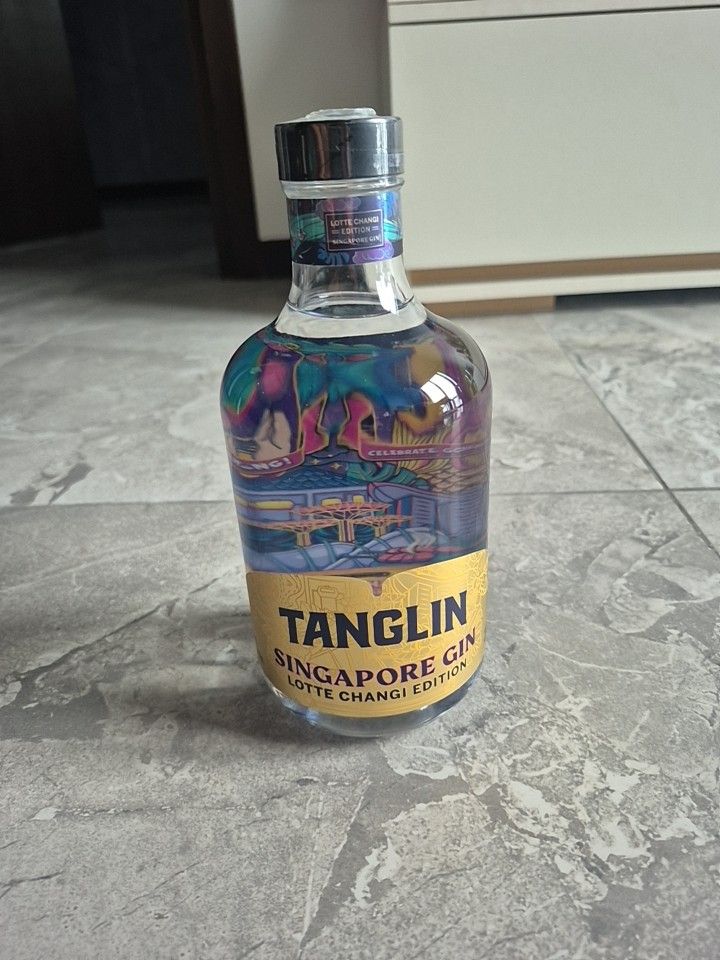 LOTTE CHANGI
EDITION
SINGAPORE GIN
CELEBRATE
TANGLIN
SINGAPORE GIN
LOTTE CHANGI EDITION